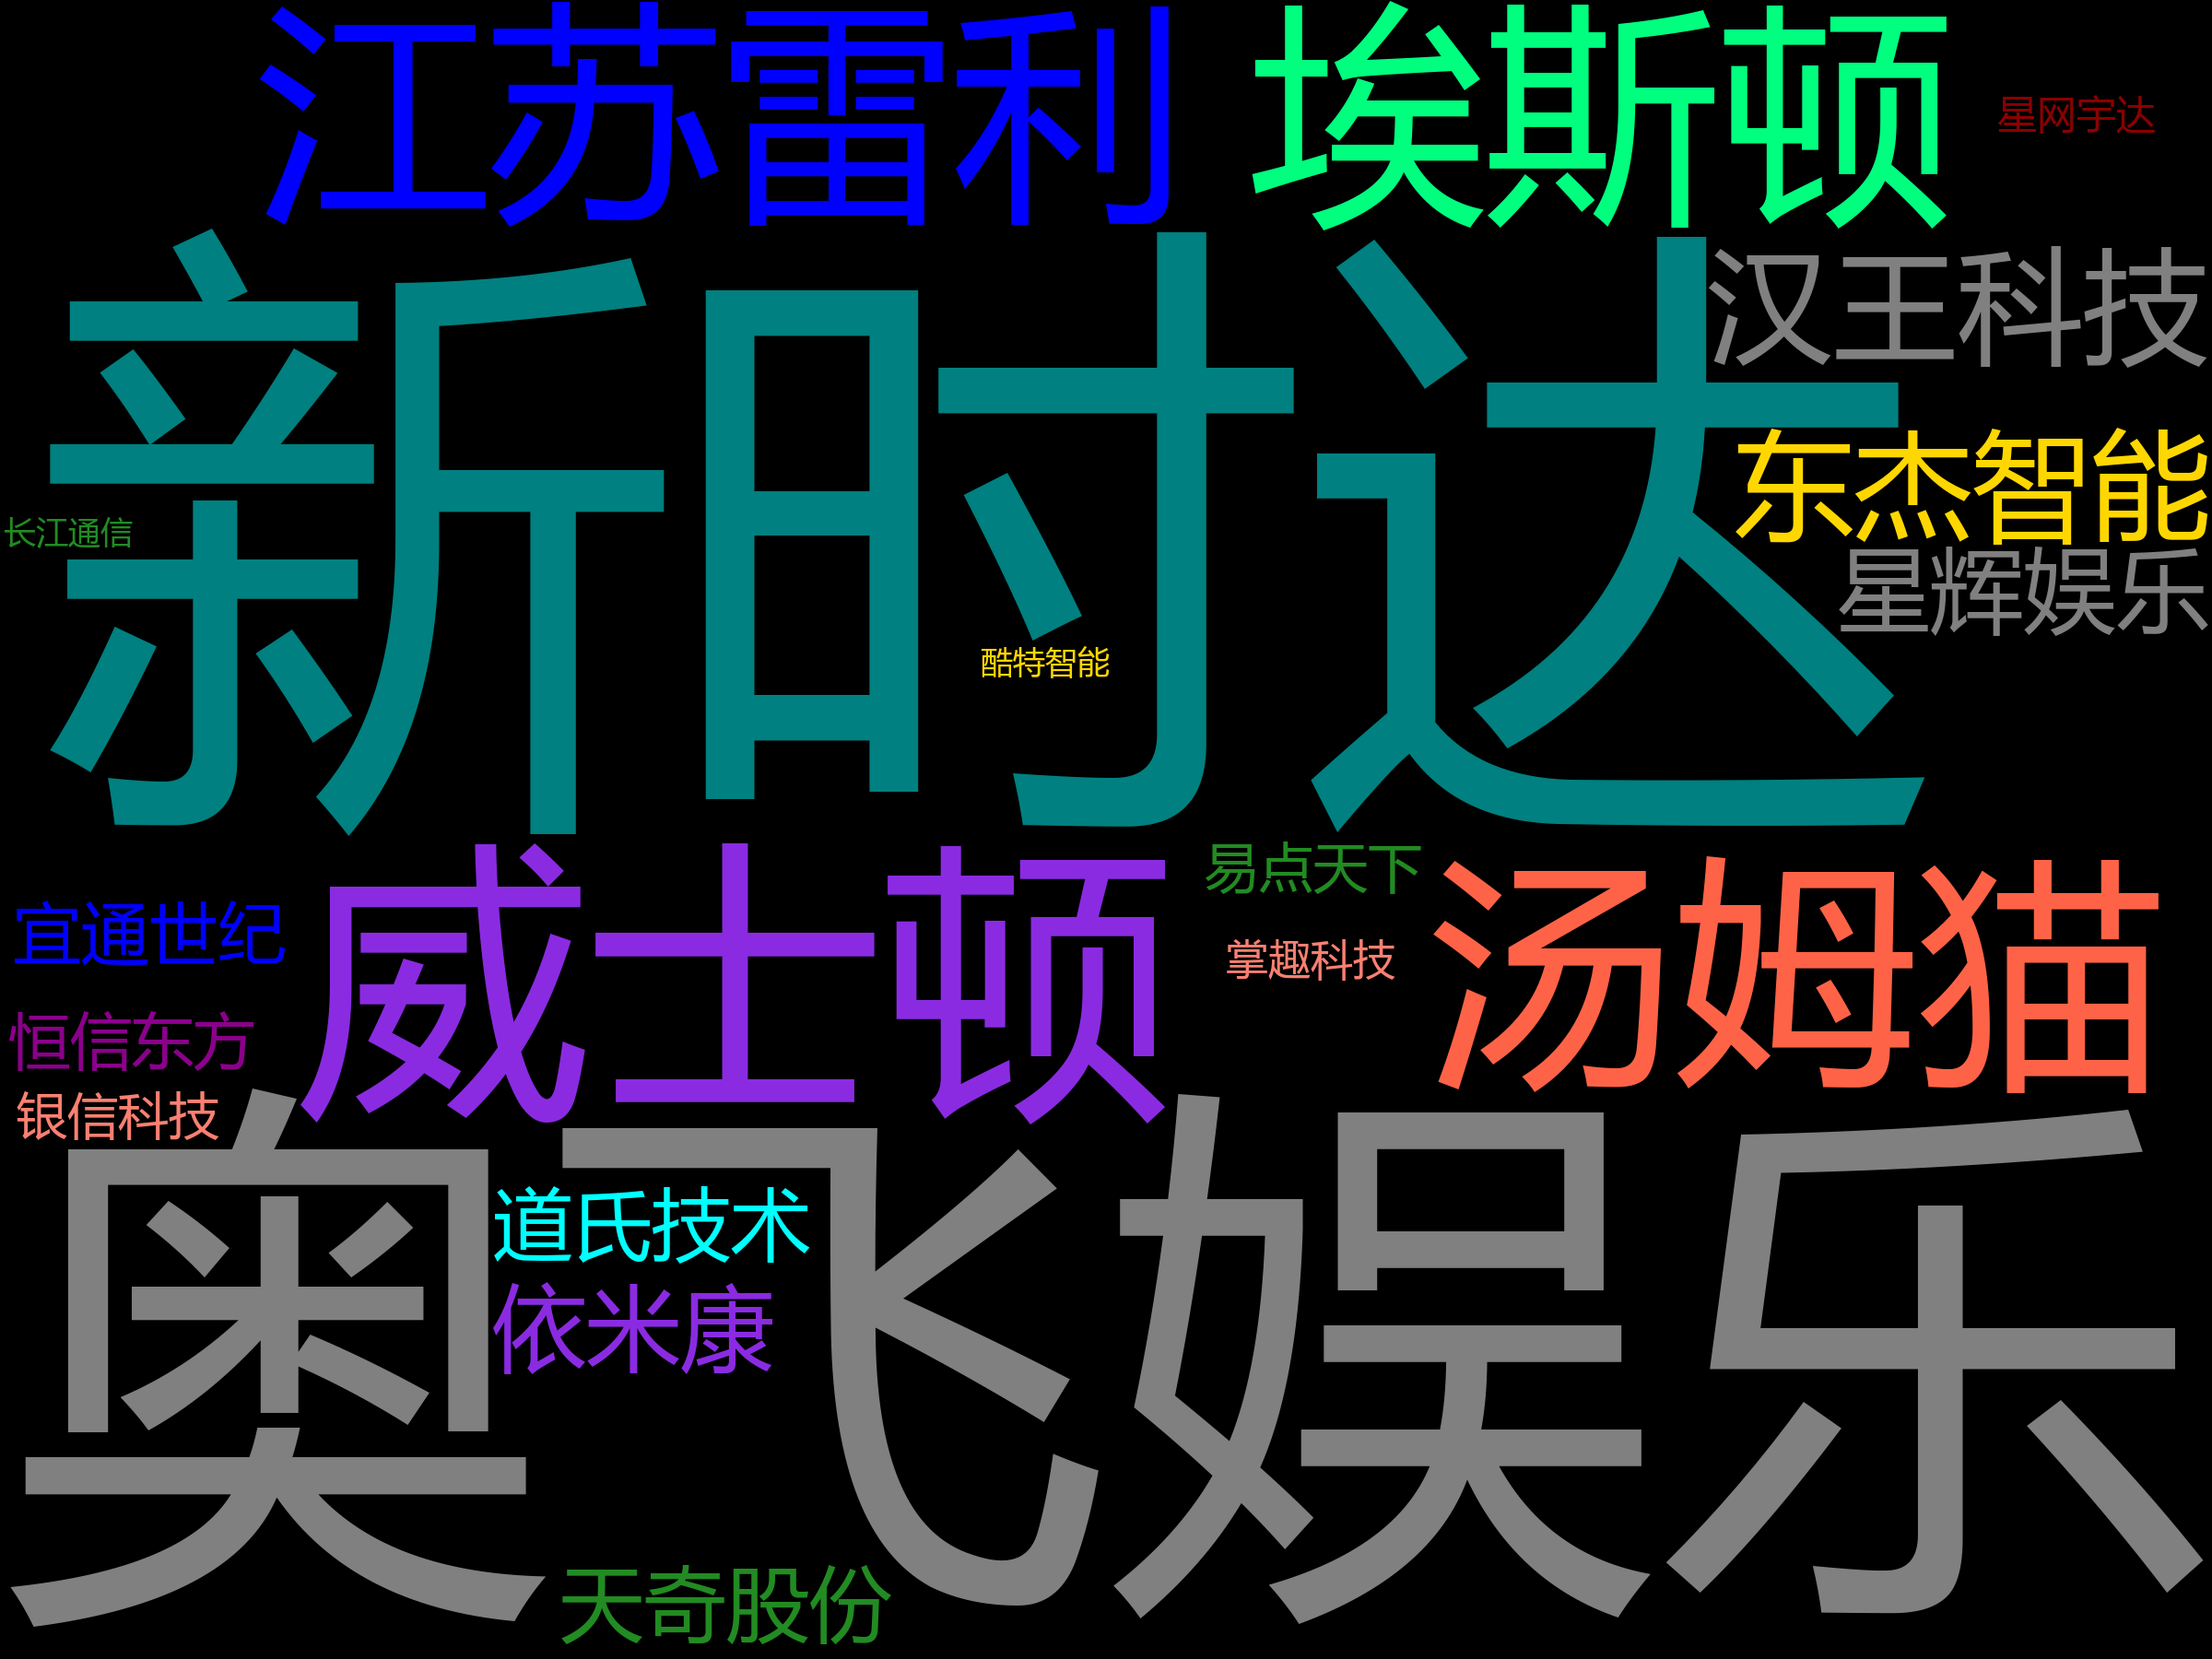 江苏雷利
埃斯顿
星网宇达
新时达
汉王科技
东杰智能
长江通信
星辉娱乐
酷特智能
威士顿
易点天下
汤姆猫
宜通世纪
掌趣科技
恒信东方
银信科技
奥飞娱乐
道氏技术
依米康
天奇股份